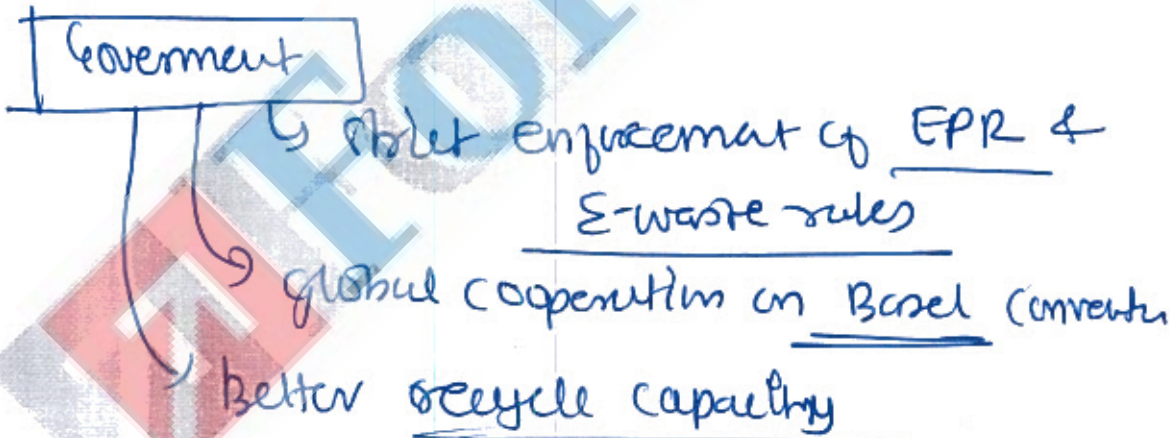 Government
Strict enforcement of EPR &
E-waste rules
global cooperation on Basel Convention
Better recycle capacity